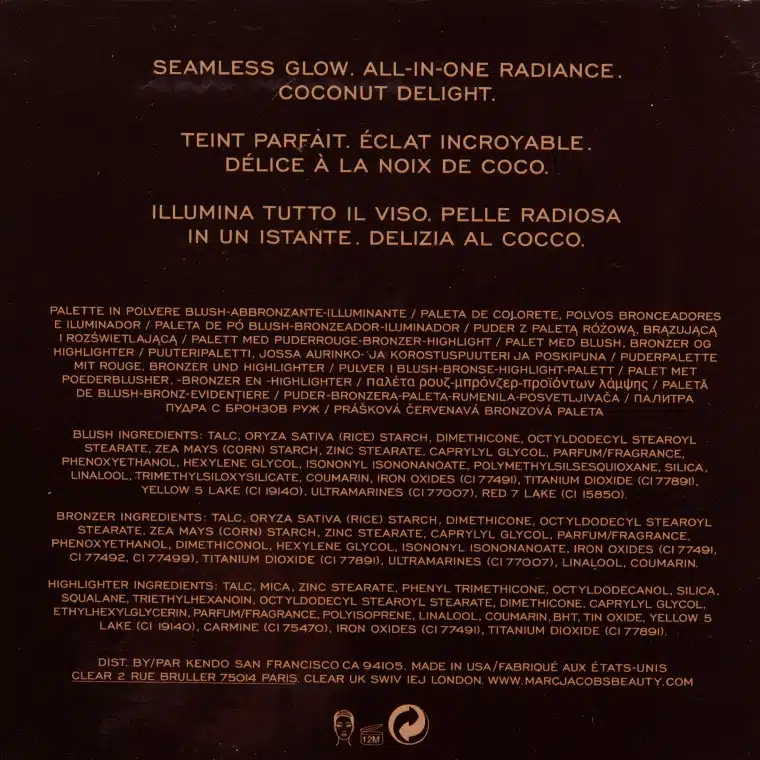 SEAMLESS GLOW. ALL-IN-ONE RADIANCE.
COCONUT DELIGHT.
TEINT PARFAIT. ÉCLAT INCROYABLE.
DÉLICE À LA NOIX DE COCO.
ILLUMINA TUTTO IL VISO. PELLE RADIOSA
IN UN ISTANTE. DELIZIA AL COCCO.
PALETTE IN POLVERE BLUSH-ABBRONZANTE-ILLUMINANTE / PALETA DE COLORETE, POLVOS BRONCEADORES
E ILUMINADOR / PALETA DE PÓ BLUSH-BRONZEADOR-ILUMINADOR / PUDER Z PALETĄ RÓŻOWĄ, BRĄZUJĄCĄ
I ROZŚWIETLAJĄCĄ / PALETT MED PUDERROUGE-BRONZER-HIGHLIGHT / PALET MED BLUSH, BRONZER OG
HIGHLIGHTER / PUUTERIPALETTI, JOSSA AURINKO- JA KOROSTUSPUUTERI JA POSKIPUNA / PUDERPALETTE
MIT ROUGE, BRONZER UND HIGHLIGHTER / PULVER I BLUSH-BRONSE-HIGHLIGHT-PALETT / PALET MET
POEDERBLUSHER, -BRONZER EN -HIGHLIGHTER / παλέτα ρουζ-μπρόνζερ-προϊόντων λάμψης / PALETĂ
DE BLUSH-BRONZ-EVIDENȚIERE / PUDER-BRONZERA-PALETA-RUMENILA-POSVETLJIVAČA / ПАЛИТРА
ПУДРА С БРОНЗОВ РУЖ / PRÁŠKOVÁ ČERVENAVÁ BRONZOVÁ PALETA
BLUSH INGREDIENTS: TALC, ORYZA SATIVA (RICE) STARCH, DIMETHICONE, OCTYLDODECYL STEAROYL
STEARATE, ZEA MAYS (CORN) STARCH, ZINC STEARATE, CAPRYLYL GLYCOL, PARFUM/FRAGRANCE,
PHENOXYETHANOL, HEXYLENE GLYCOL, ISONONYL ISONONANOATE, POLYMETHYLSILSESQUIOXANE, SILICA,
LINALOOL, TRIMETHYLSILOXYSILICATE, COUMARIN, IRON OXIDES (CI 77491), TITANIUM DIOXIDE (CI 77891),
YELLOW 5 LAKE (CI 19140), ULTRAMARINES (CI 77007), RED 7 LAKE (CI 15850).
BRONZER INGREDIENTS: TALC, ORYZA SATIVA (RICE) STARCH, DIMETHICONE, OCTYLDODECYL STEAROYL
STEARATE, ZEA MAYS (CORN) STARCH, ZINC STEARATE, CAPRYLYL GLYCOL, PARFUM/FRAGRANCE,
PHENOXYETHANOL, DIMETHICONOL, HEXYLENE GLYCOL, ISONONYL ISONONANOATE, IRON OXIDES (CI 77491,
CI 77492, CI 77499), TITANIUM DIOXIDE (CI 77891), ULTRAMARINES (CI 77007), LINALOOL, COUMARIN.
HIGHLIGHTER INGREDIENTS: TALC, MICA, ZINC STEARATE, PHENYL TRIMETHICONE, OCTYLDODECANOL, SILICA,
SQUALANE, TRIETHYLHEXANOIN, OCTYLDODECYL STEAROYL STEARATE, DIMETHICONE, CAPRYLYL GLYCOL,
ETHYLHEXYLGLYCERIN, PARFUM/FRAGRANCE, POLYISOPRENE, LINALOOL, COUMARIN, BHT, TIN OXIDE, YELLOW 5
LAKE (CI 19140), CARMINE (CI 75470), IRON OXIDES (CI 77491), TITANIUM DIOXIDE (CI 77891).
DIST. BY/PAR KENDO SAN FRANCISCO CA 94105. MADE IN USA/FABRIQUÉ AUX ÉTATS-UNIS
CLEAR 2 RUE BRULLER 75014 PARIS. CLEAR UK SW1V 1EJ LONDON. WWW.MARCJACOBSBEAUTY.COM
12M